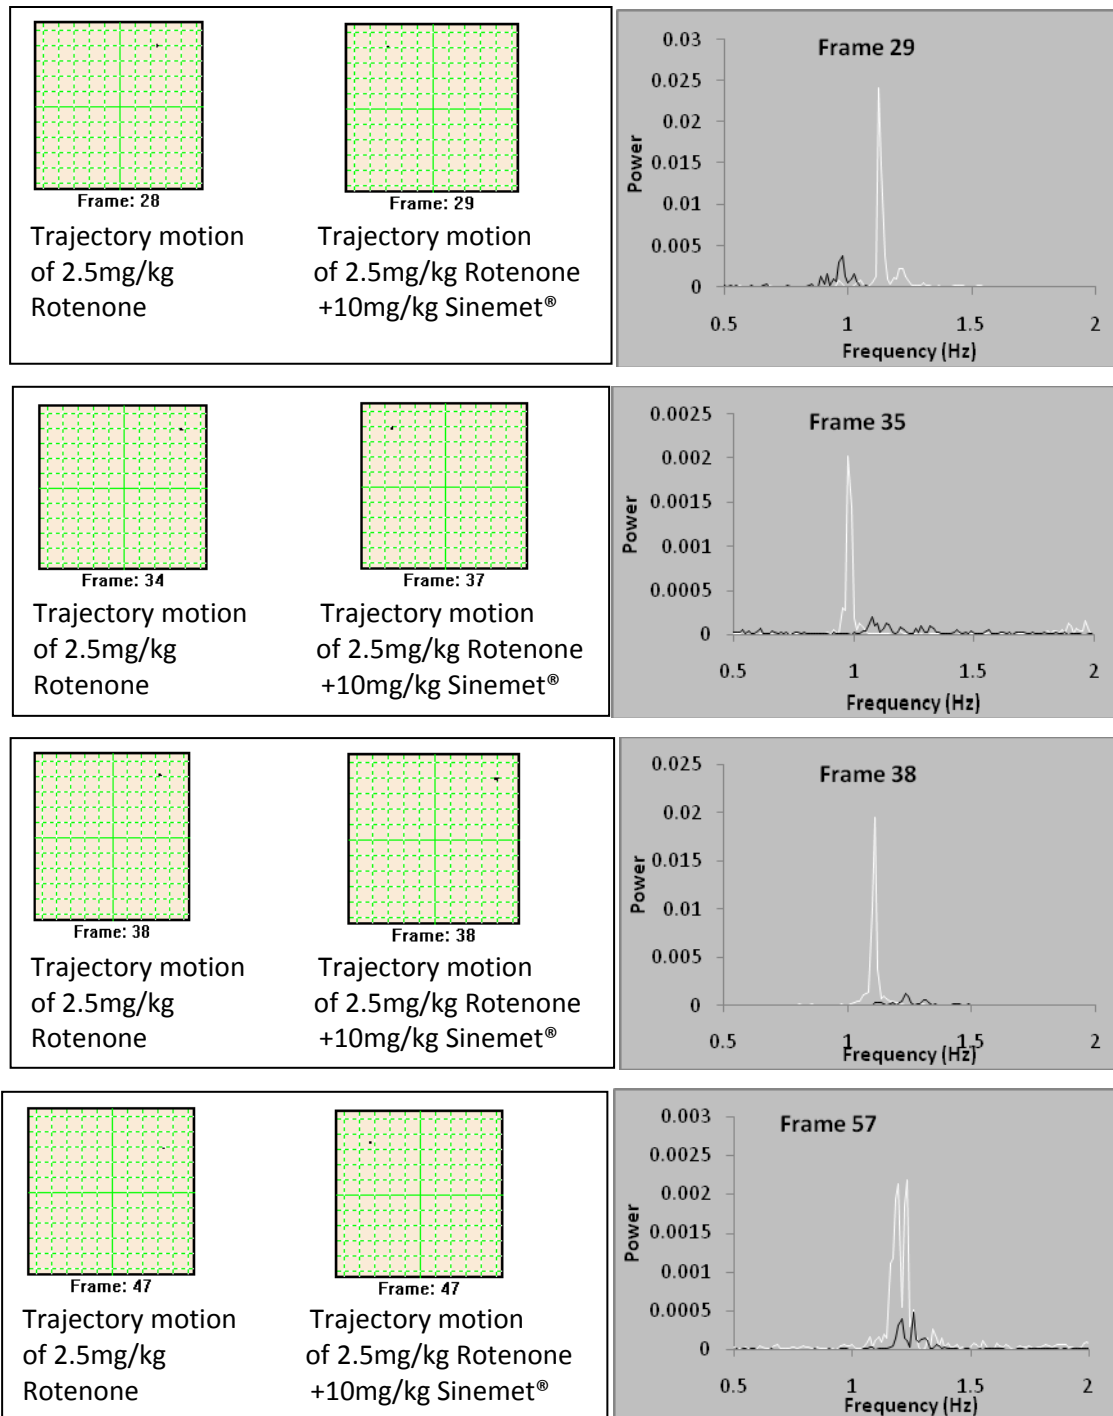 Frame: 28
Trajectory motion
of 2.5mg/kg
Rotenone
Frame: 29
Trajectory motion
of 2.5mg/kg Rotenone
+10mg/kg Sinemet®
Frame 29
Power
0.03
0.025
0.02
0.015
0.01
0.005
0
0.5 1 1.5 2
Frequency (Hz)
Frame: 34
Trajectory motion
of 2.5mg/kg
Rotenone
Frame: 37
Trajectory motion
of 2.5mg/kg Rotenone
+10mg/kg Sinemet®
Frame 35
Power
0.0025
0.002
0.0015
0.001
0.0005
0
0.5 1 1.5 2
Frequency (Hz)
Frame: 38
Trajectory motion
of 2.5mg/kg
Rotenone
Frame: 38
Trajectory motion
of 2.5mg/kg Rotenone
+10mg/kg Sinemet®
Frame 38
Power
0.025
0.02
0.015
0.01
0.005
0
0.5 1 1.5 2
Frequency (Hz)
Frame: 47
Trajectory motion
of 2.5mg/kg
Rotenone
Frame: 47
Trajectory motion
of 2.5mg/kg Rotenone
+10mg/kg Sinemet®
Frame 57
Power
0.003
0.0025
0.002
0.0015
0.001
0.0005
0
0.5 1 1.5 2
Frequency (Hz)